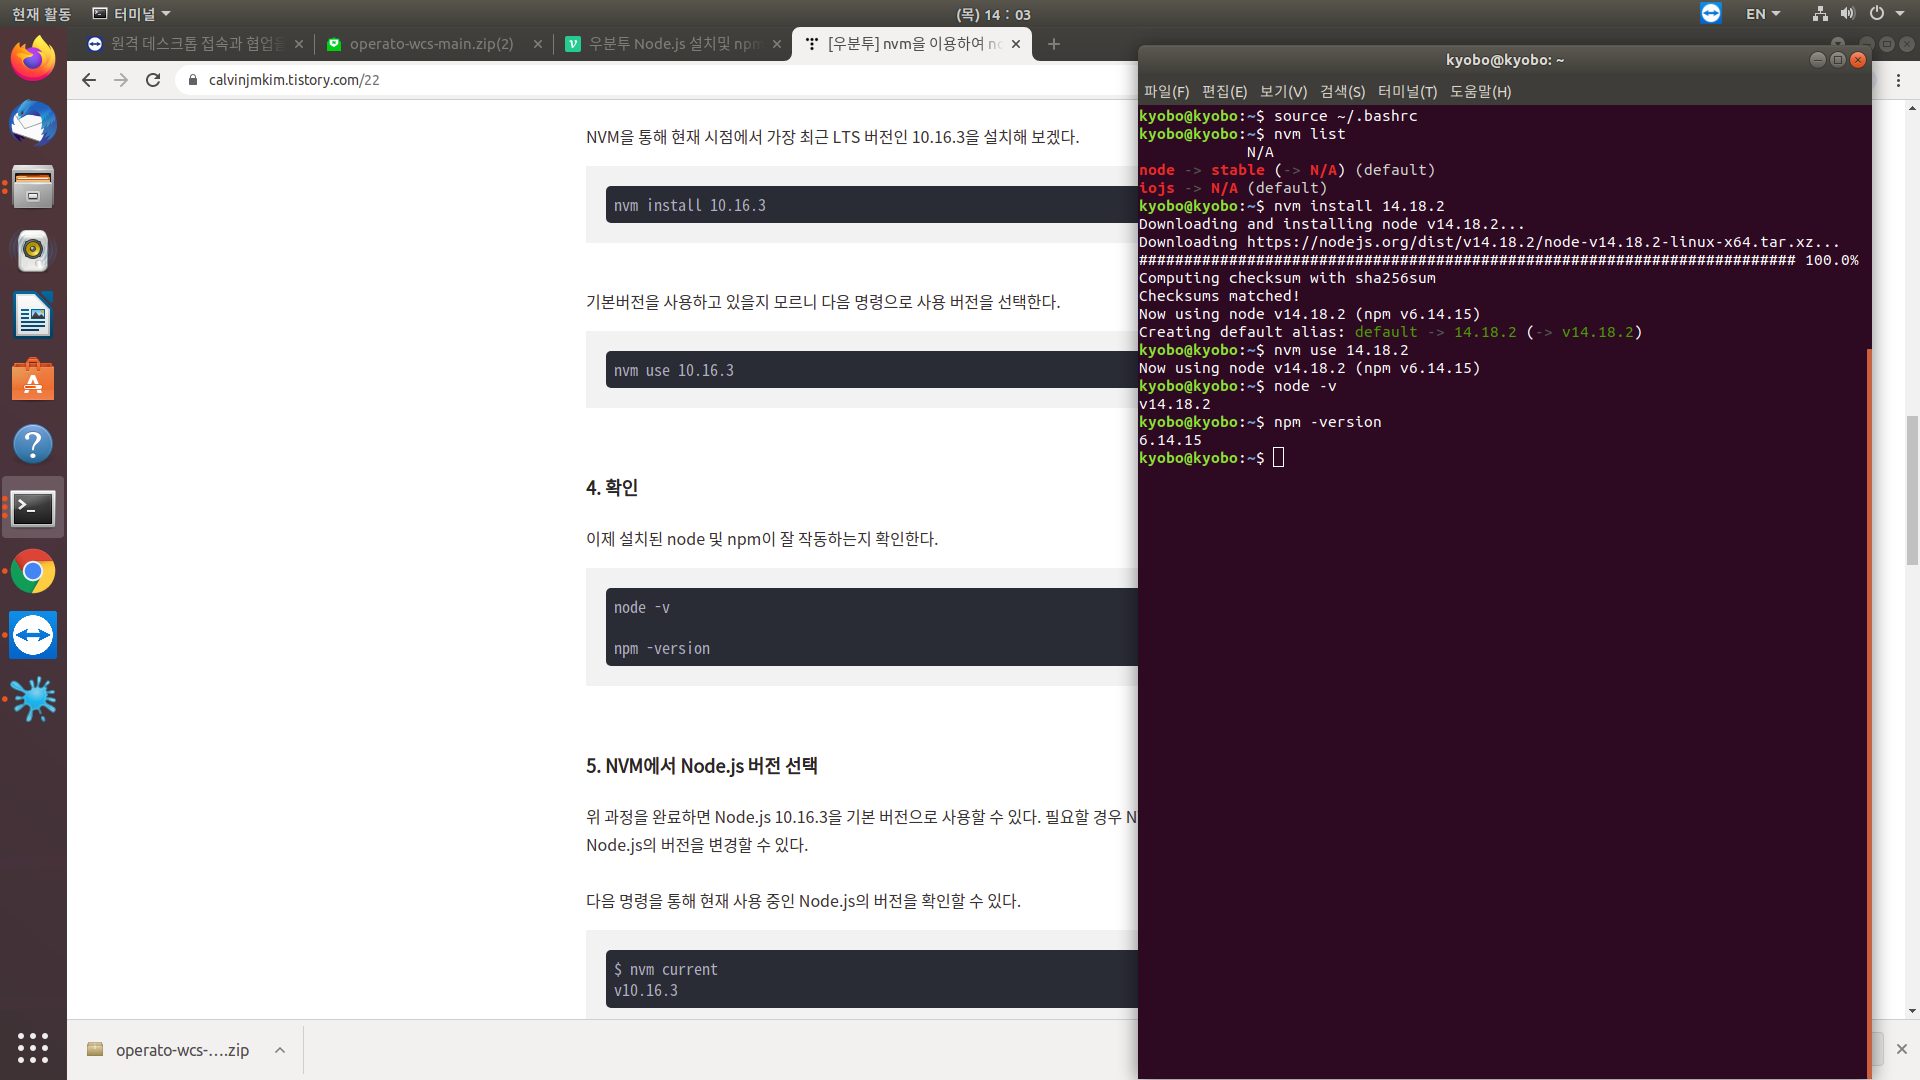 현재 활동
터미널
(목) 14 : 03
EN
원격 데스크톱 접속과 협업을
operato-wcs-main.zip(2)
우분투 Node.js 설치및 npm
[우분투] nvm을 이용하여 no
calvinjmkim.tistory.com/22
NVM을 통해 현재 시점에서 가장 최근 LTS 버전인 10.16.3을 설치해 보겠다.
nvm install 10.16.3
기본버전을 사용하고 있을지 모르니 다음 명령으로 사용 버전을 선택한다.
nvm use 10.16.3
4. 확인
이제 설치된 node 및 npm이 잘 작동하는지 확인한다.
node -v
npm -version
5. NVM에서 Node.js 버전 선택
위 과정을 완료하면 Node.js 10.16.3을 기본 버전으로 사용할 수 있다. 필요할 경우 N
Node.js의 버전을 변경할 수 있다.
다음 명령을 통해 현재 사용 중인 Node.js의 버전을 확인할 수 있다.
$ nvm current
v10.16.3
operato-wcs-....zip
kyobo@kyobo: ~
파일(F) 편집(E) 보기(V) 검색(S) 터미널(T) 도움말(H)
kyobo@kyobo:~$ source ~/.bashrc
kyobo@kyobo:~$ nvm list
N/A
node -> stable (-> N/A) (default)
iojs -> N/A (default)
kyobo@kyobo:~$ nvm install 14.18.2
Downloading and installing node v14.18.2...
Downloading https://nodejs.org/dist/v14.18.2/node-v14.18.2-linux-x64.tar.xz...
######################################################################### 100.0%
Computing checksum with sha256sum
Checksums matched!
Now using node v14.18.2 (npm v6.14.15)
Creating default alias: default -> 14.18.2 (-> v14.18.2)
kyobo@kyobo:~$ nvm use 14.18.2
Now using node v14.18.2 (npm v6.14.15)
kyobo@kyobo:~$ node -v
v14.18.2
kyobo@kyobo:~$ npm -version
6.14.15
kyobo@kyobo:~$